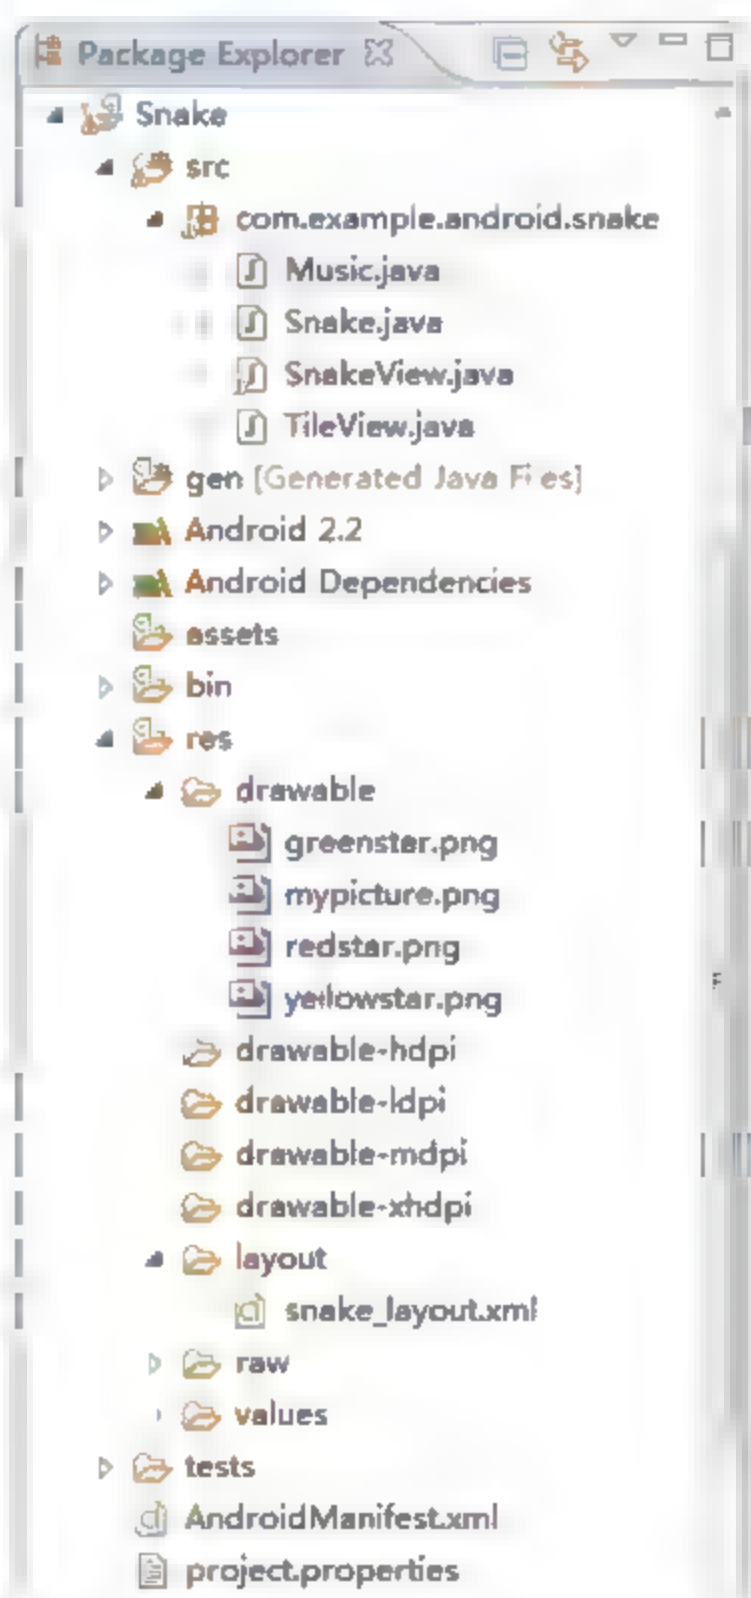 Package Explorer
Snake
src
com.example.android.snake
Music.java
Snake.java
SnakeView.java
TileView.java
gen [Generated Java Files]
Android 2.2
Android Dependencies
assets
bin
res
drawable
greenstar.png
mypicture.png
redstar.png
yellowstar.png
drawable-hdpi
drawable-ldpi
drawable-mdpi
drawable-xhdpi
layout
snake_layout.xml
raw
values
tests
AndroidManifest.xml
project.properties